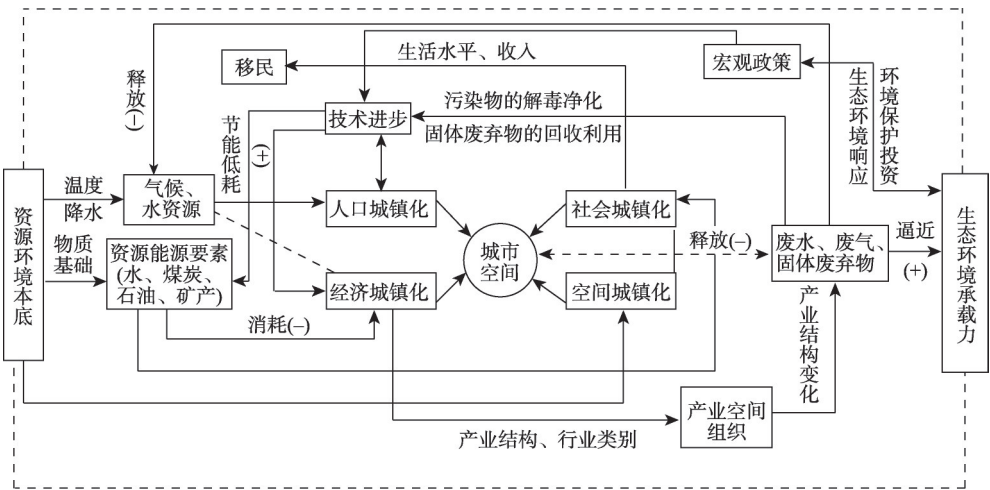 生活水平、收入
移民
宏观政策
释放(–)
节能低耗
(+)
技术进步
污染物的解毒净化
固体废弃物的回收利用
生态环境响应
环境保护投资
资源环境本底
温度
降水
气候、
水资源
人口城镇化
社会城镇化
城市
空间
释放(–)
废水、废气、
固体废弃物
逼近
(+)
生态环境承载力
物质
基础
资源能源要素
(水、煤炭、
石油、矿产)
经济城镇化
空间城镇化
消耗(–)
产业结构变化
产业结构、行业类别
产业空间
组织